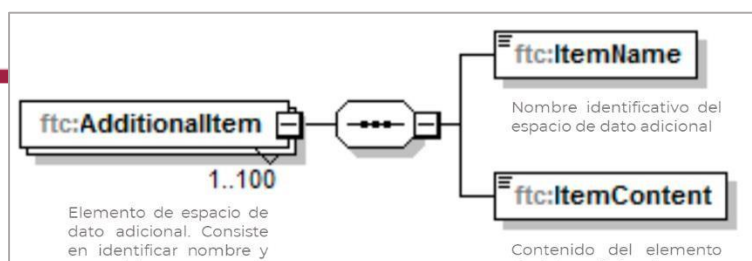 ftc:ItemName
Nombre identificativo del
espacio de dato adicional
ftc:AdditionalItem
1..100
Elemento de espacio de
dato adicional. Consiste
en identificar nombre y
ftc:ItemContent
Contenido del elemento